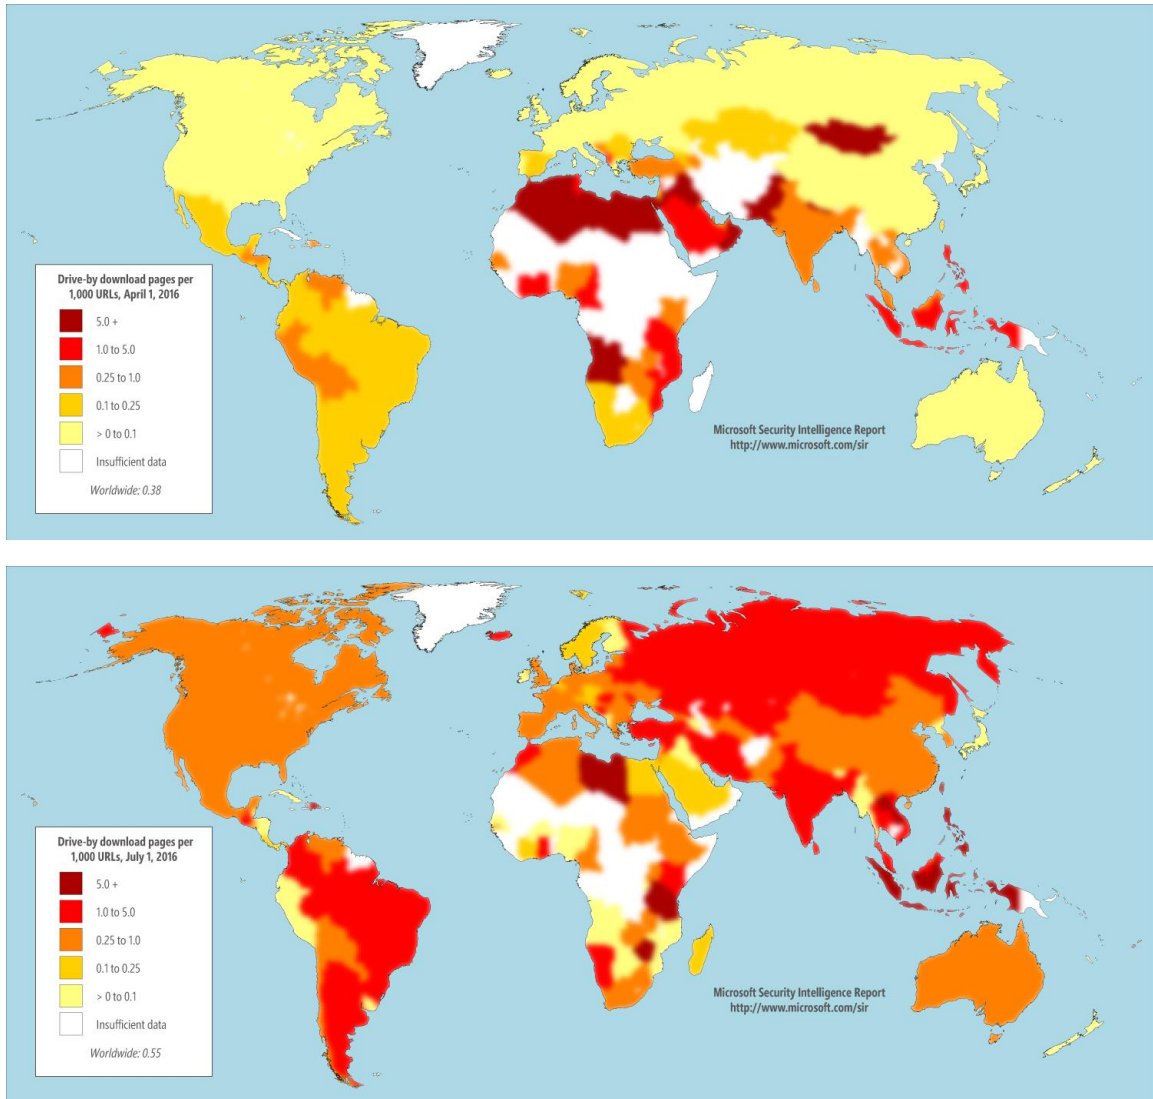 Drive-by download pages per
1,000 URLs, April 1, 2016
5.0 +
1.0 to 5.0
0.25 to 1.0
0.1 to 0.25
> 0 to 0.1
Insufficient data
Worldwide: 0.38
Microsoft Security Intelligence Report
http://www.microsoft.com/sir
Drive-by download pages per
1,000 URLs, July 1, 2016
5.0 +
1.0 to 5.0
0.25 to 1.0
0.1 to 0.25
> 0 to 0.1
Insufficient data
Worldwide: 0.55
Microsoft Security Intelligence Report
http://www.microsoft.com/sir